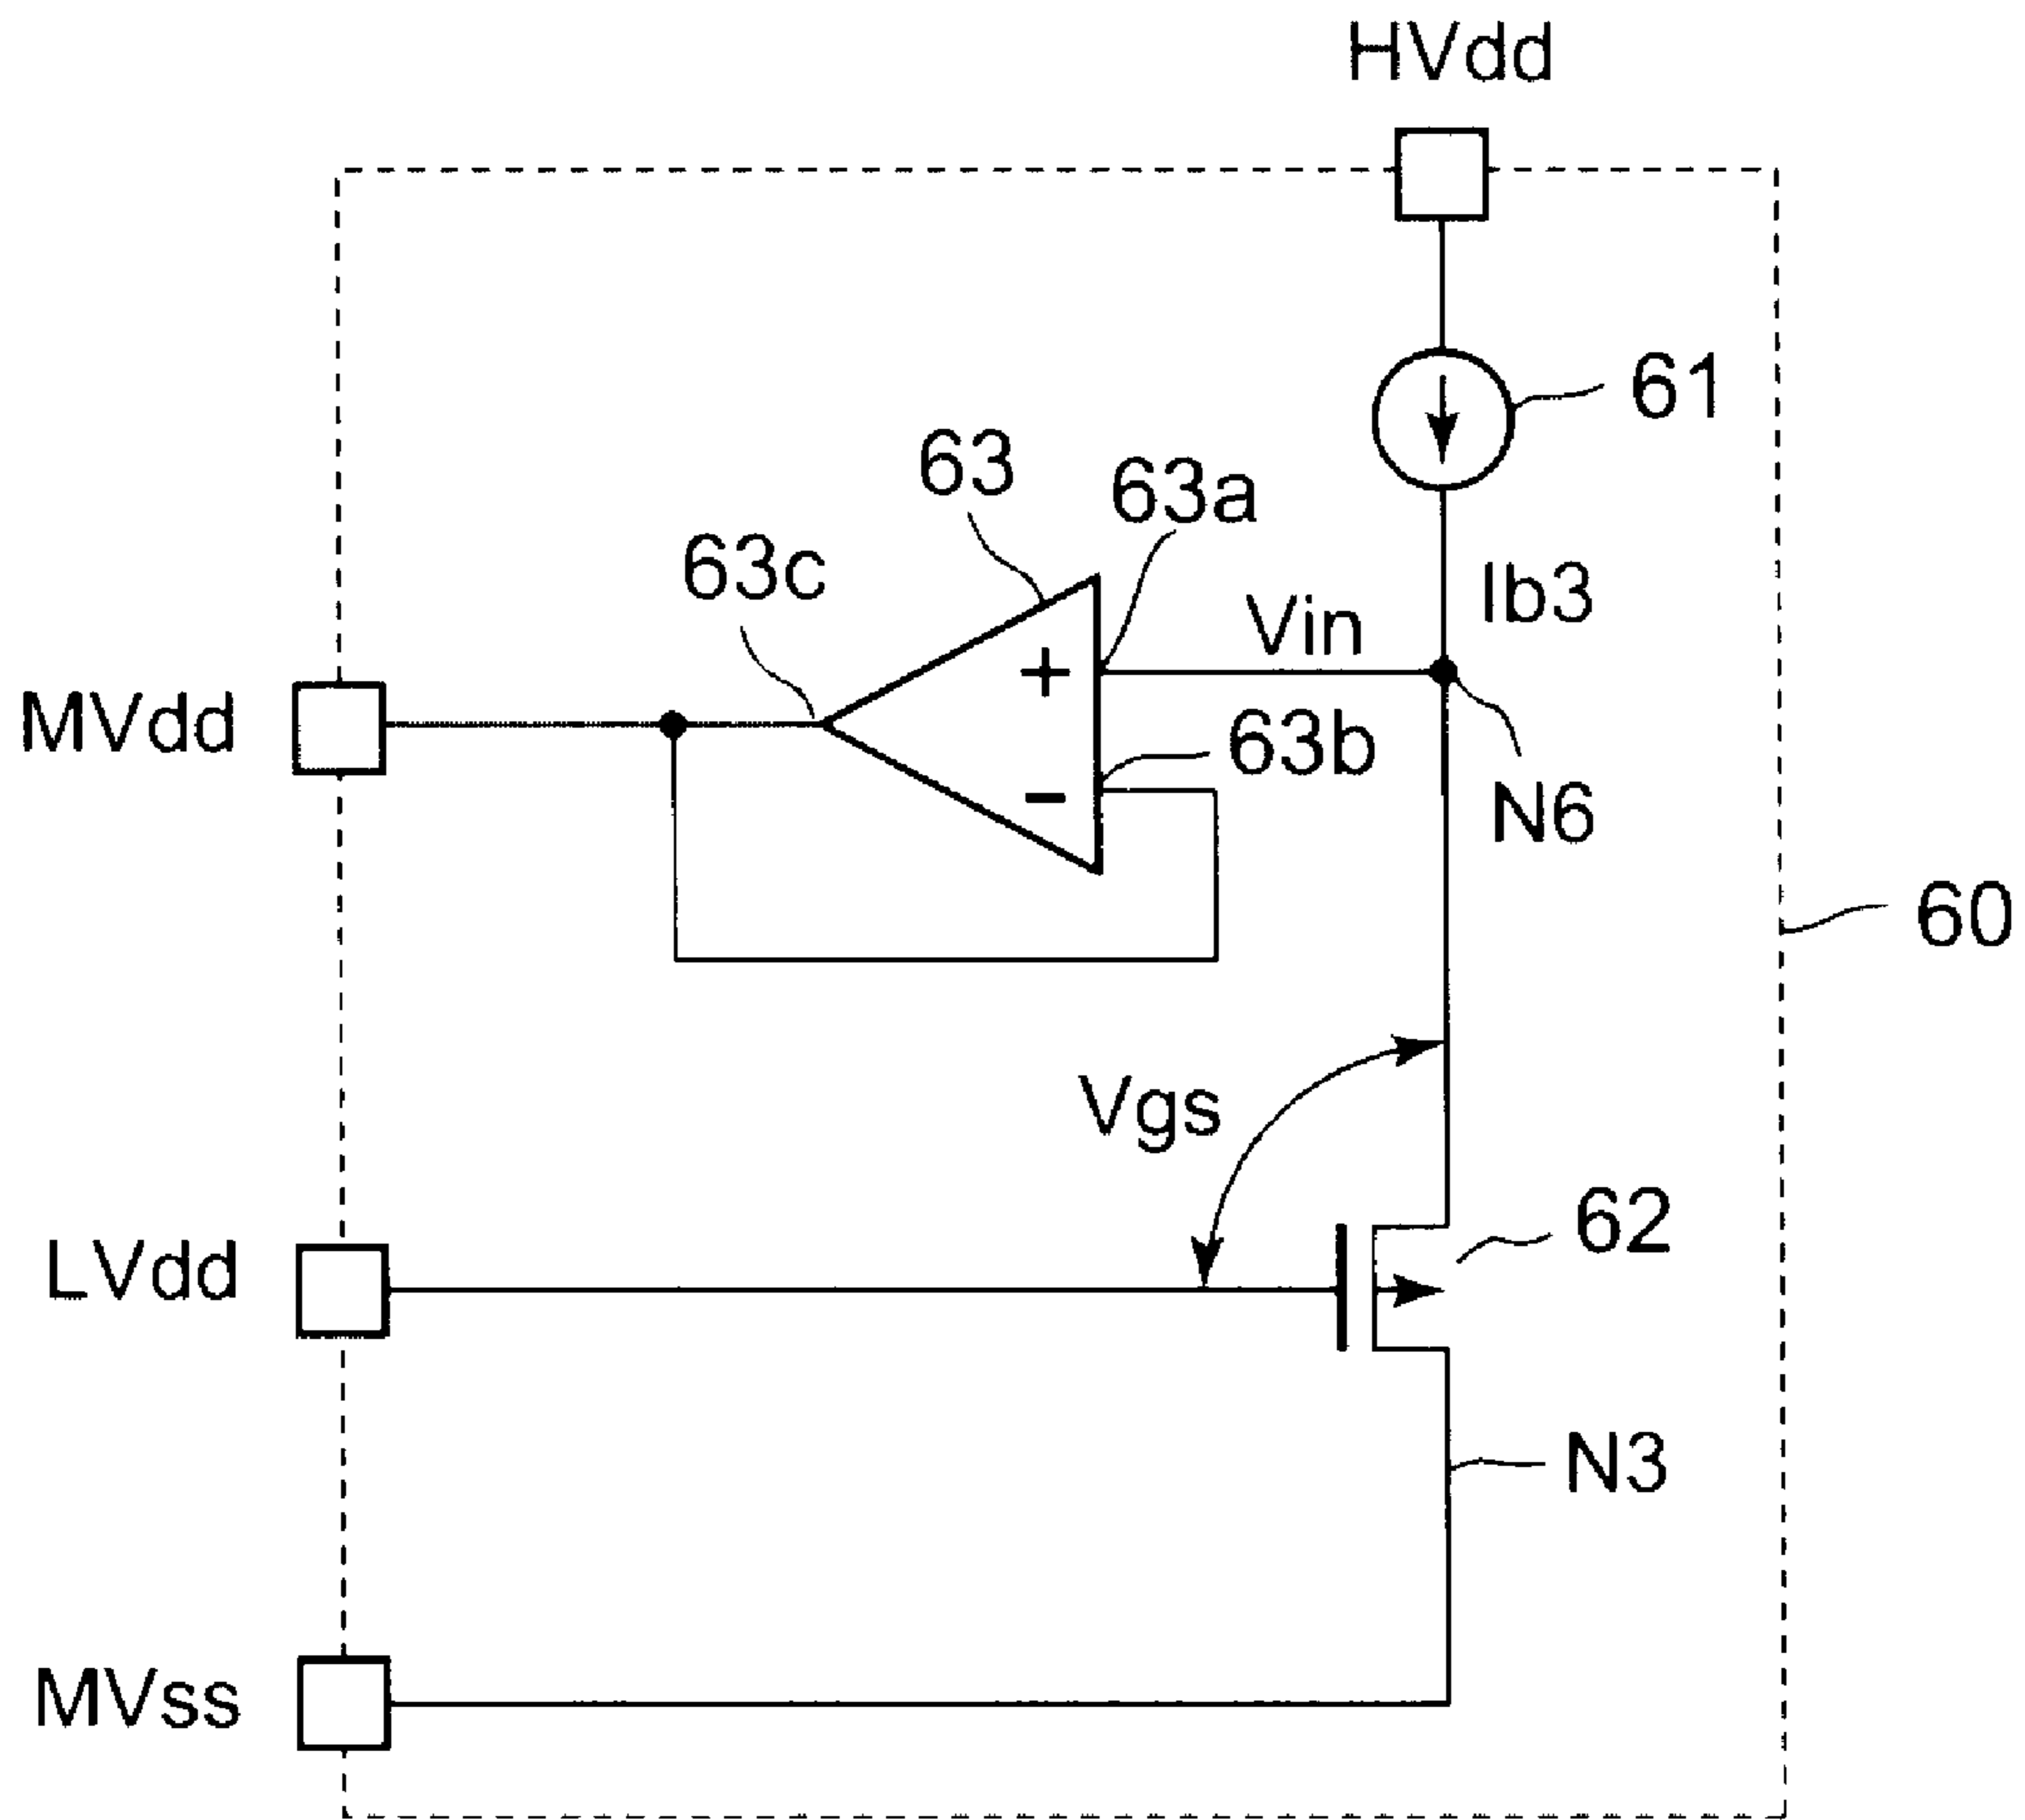 HVdd
61
63
63a
63c
Ib3
Vin
+
MVdd
63b
−
N6
60
Vgs
62
LVdd
N3
MVss